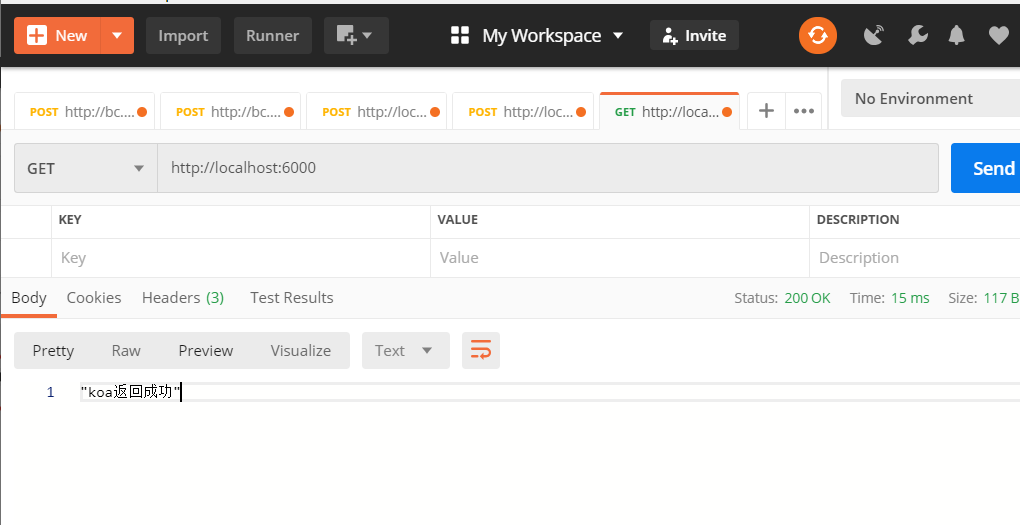 New Import Runner My Workspace Invite
POST http://bc.... POST http://bc.... POST http://loc... POST http://loc... GET http://loca... + ••• No Environment
GET http://localhost:6000 Send
KEY VALUE DESCRIPTION
Key Value Description
Body Cookies Headers (3) Test Results Status: 200 OK Time: 15 ms Size: 117 B
Pretty Raw Preview Visualize Text
1 "koa返回成功"